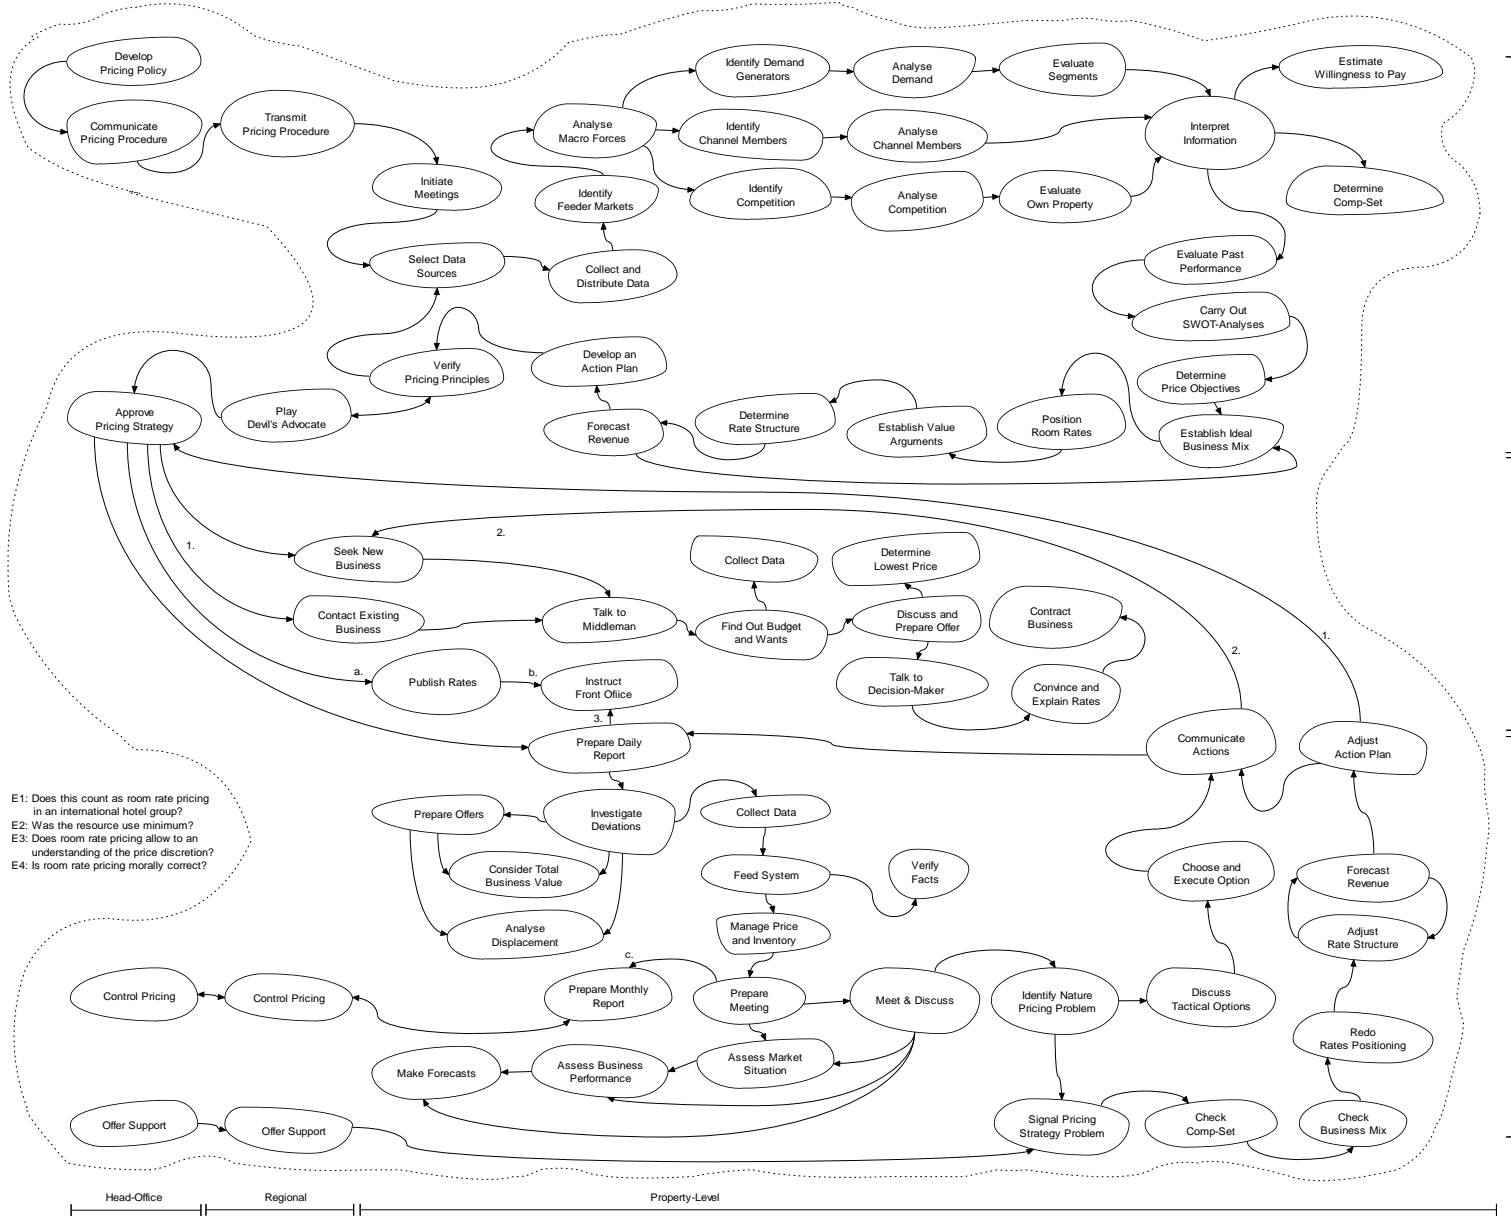 Develop
Pricing Policy
Communicate
Pricing Procedure
Transmit
Pricing Procedure
Initiate
Meetings
Select Data
Sources
Collect and
Distribute Data
Identify
Feeder Markets
Analyse
Macro Forces
Identify Demand
Generators
Analyse
Demand
Evaluate
Segments
Identify
Channel Members
Analyse
Channel Members
Identify
Competition
Analyse
Competition
Evaluate
Own Property
Interpret
Information
Estimate
Willingness to Pay
Determine
Comp-Set
Evaluate Past
Performance
Carry Out
SWOT-Analyses
Determine
Price Objectives
Establish Ideal
Business Mix
Position
Room Rates
Establish Value
Arguments
Determine
Rate Structure
Forecast
Revenue
Develop an
Action Plan
Verify
Pricing Principles
Play
Devil's Advocate
Approve
Pricing Strategy
1.
2.
Seek New
Business
Contact Existing
Business
Talk to
Middleman
Collect Data
Find Out Budget
and Wants
Determine
Lowest Price
Discuss and
Prepare Offer
Talk to
Decision-Maker
Contract
Business
Convince and
Explain Rates
2.
1.
a.
Publish Rates
b.
Instruct
Front Ofiice
3.
Prepare Daily
Report
Communicate
Actions
Adjust
Action Plan
E1: Does this count as room rate pricing
in an international hotel group?
E2: Was the resource use minimum?
E3: Does room rate pricing allow to an
understanding of the price discretion?
E4: Is room rate pricing morally correct?
Prepare Offers
Investigate
Deviations
Collect Data
Consider Total
Business Value
Feed System
Verify
Facts
Choose and
Execute Option
Forecast
Revenue
Analyse
Displacement
Manage Price
and Inventory
Adjust
Rate Structure
c.
Control Pricing
Control Pricing
Prepare Monthly
Report
Prepare
Meeting
Meet & Discuss
Identify Nature
Pricing Problem
Discuss
Tactical Options
Redo
Rates Positioning
Make Forecasts
Assess Business
Performance
Assess Market
Situation
Offer Support
Offer Support
Signal Pricing
Strategy Problem
Check
Comp-Set
Check
Business Mix
Head-Office
Regional
Property-Level